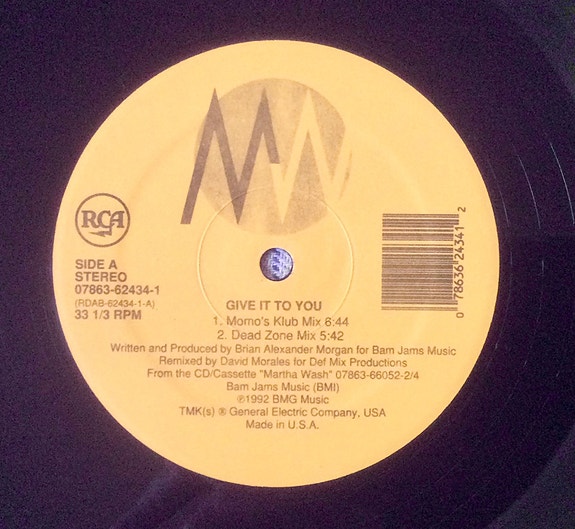 MW
RCA
SIDE A
STEREO
07863-62434-1
(RDAB-62434-1-A)
33 1/3 RPM
0 78636 24341 2
GIVE IT TO YOU
1. Momo's Klub Mix 6:44
2. Dead Zone Mix 5:42
Written and Produced by Brian Alexander Morgan for Bam Jams Music
Remixed by David Morales for Def Mix Productions
From the CD/Cassette "Martha Wash" 07863-66052-2/4
Bam Jams Music (BMI)
℗1992 BMG Music
TMK(s) ® General Electric Company, USA
Made in U.S.A.